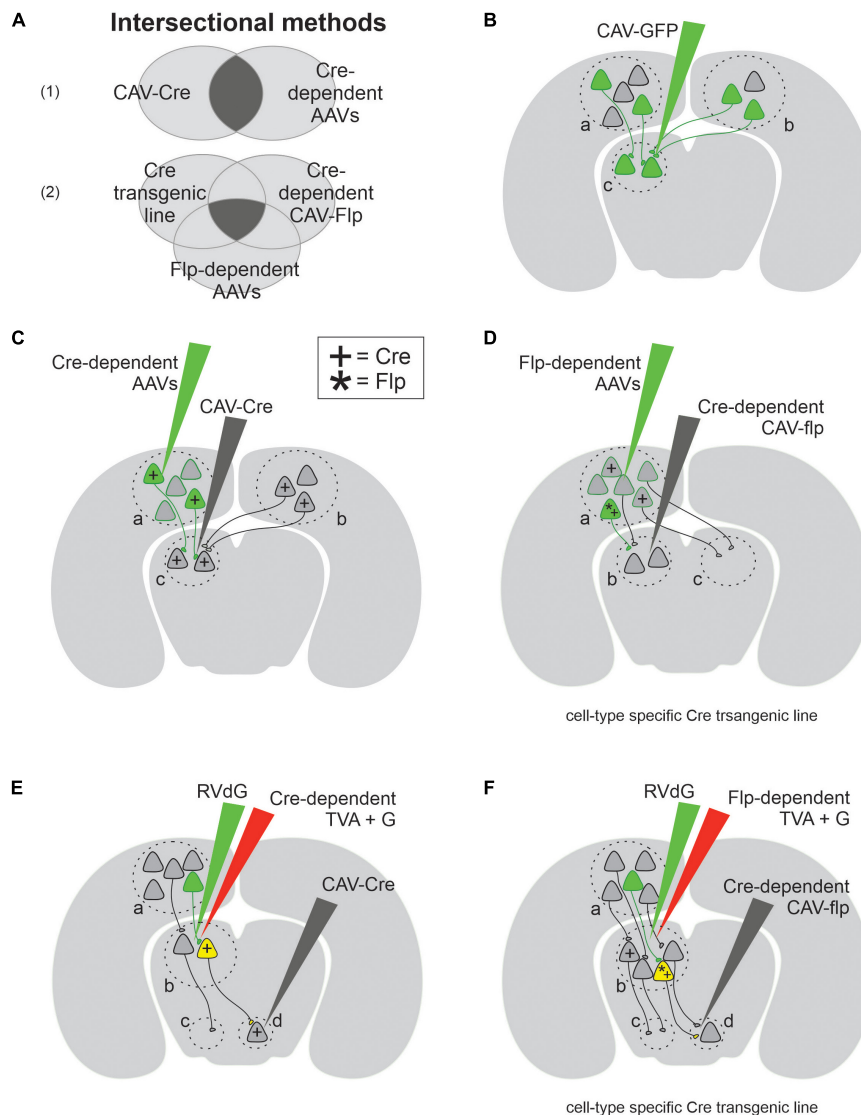 A
Intersectional methods
(1)
CAV-Cre
Cre-
dependent
AAVs
(2)
Cre
transgenic
line
Cre-
dependent
CAV-Flp
Flp-dependent
AAVs
B
CAV-GFP
a
b
c
C
Cre-dependent
AAVs
CAV-Cre
+ = Cre
* = Flp
+
+
+
+
+
+
a
b
c
D
Flp-dependent
AAVs
Cre-dependent
CAV-flp
+
+
*+
a
b
c
cell-type specific Cre trsangenic line
E
RVdG
Cre-dependent
TVA + G
CAV-Cre
a
+
b
c
d
+
F
RVdG
Flp-dependent
TVA + G
Cre-dependent
CAV-flp
a
+
*+
b
c
d
cell-type specific Cre transgenic line